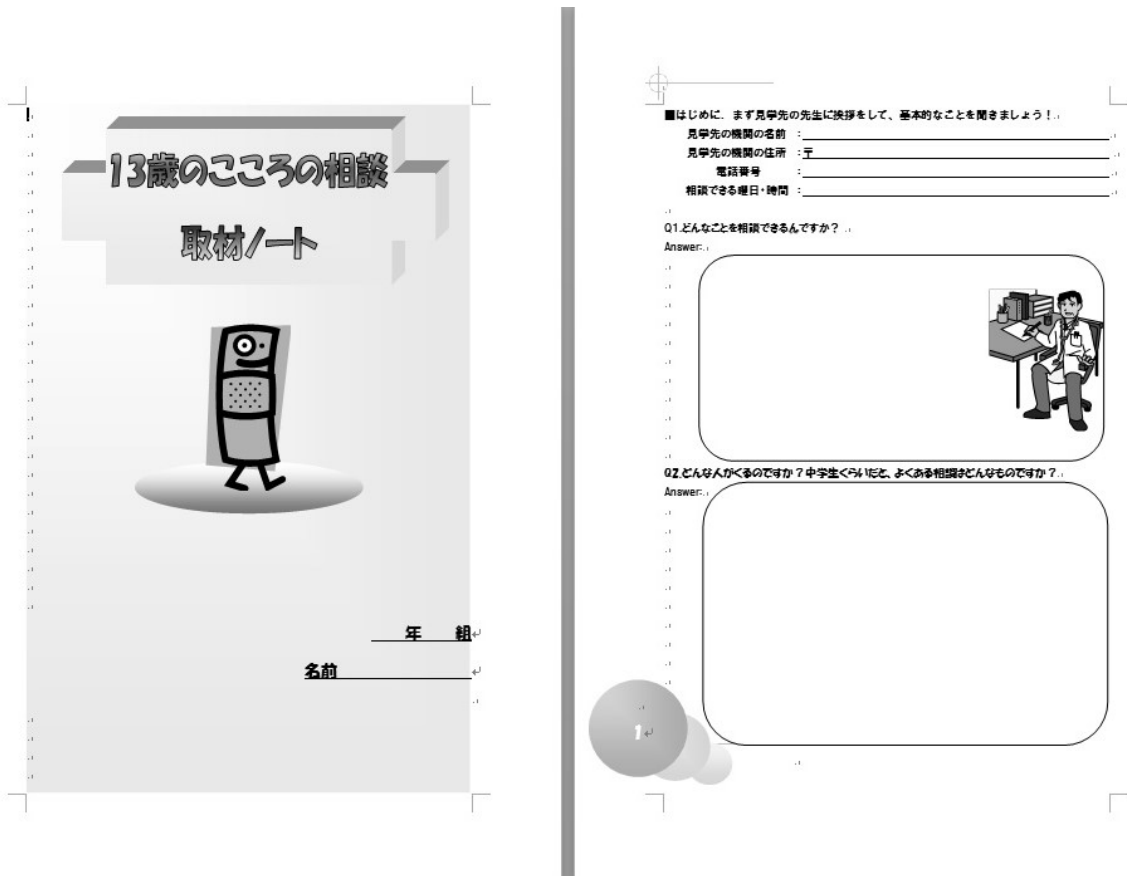 13歳のこころの相談
取材ノート
年 組
名前
■はじめに、まず見学先の先生に挨拶をして、基本的なことを聞きましょう！
見学先の機関の名前 ：
見学先の機関の住所 ：〒
電話番号 ：
相談できる曜日・時間 ：
Q1.どんなことを相談できるんですか？
Answer:
Q2.どんな人がくるのですか？中学生くらいだと、よくある相談はどんなものですか？
Answer:
1